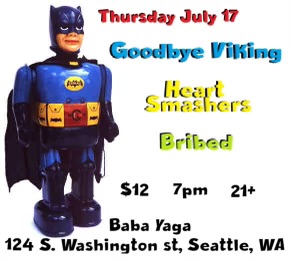 Thursday July 17
Goodbye Viking
Heart
Smashers
Bribed
$12 7pm 21+
Baba Yaga
124 S. Washington st, Seattle, WA